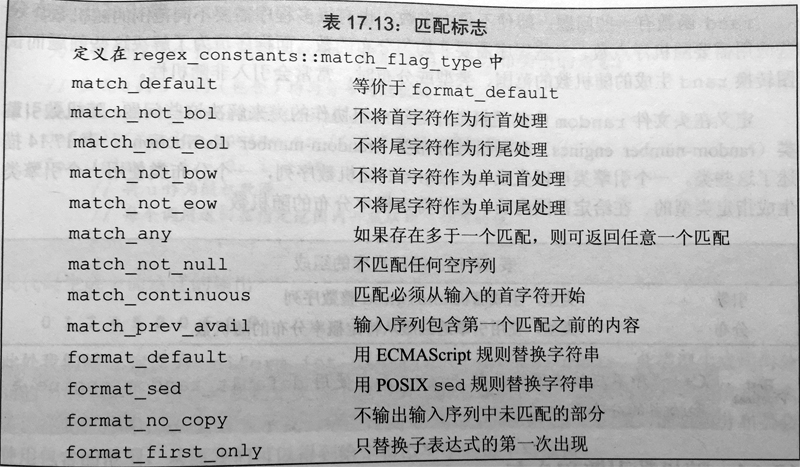 表 17.13：匹配标志
定义在 regex_constants::match_flag_type 中
match_default 等价于 format_default
match_not_bol 不将首字符作为行首处理
match_not_eol 不将尾字符作为行尾处理
match_not_bow 不将首字符作为单词首处理
match_not_eow 不将尾字符作为单词尾处理
match_any 如果存在多于一个匹配，则可返回任意一个匹配
match_not_null 不匹配任何空序列
match_continuous 匹配必须从输入的首字符开始
match_prev_avail 输入序列包含第一个匹配之前的内容
format_default 用 ECMAScript 规则替换字符串
format_sed 用 POSIX sed 规则替换字符串
format_no_copy 不输出输入序列中未匹配的部分
format_first_only 只替换子表达式的第一次出现